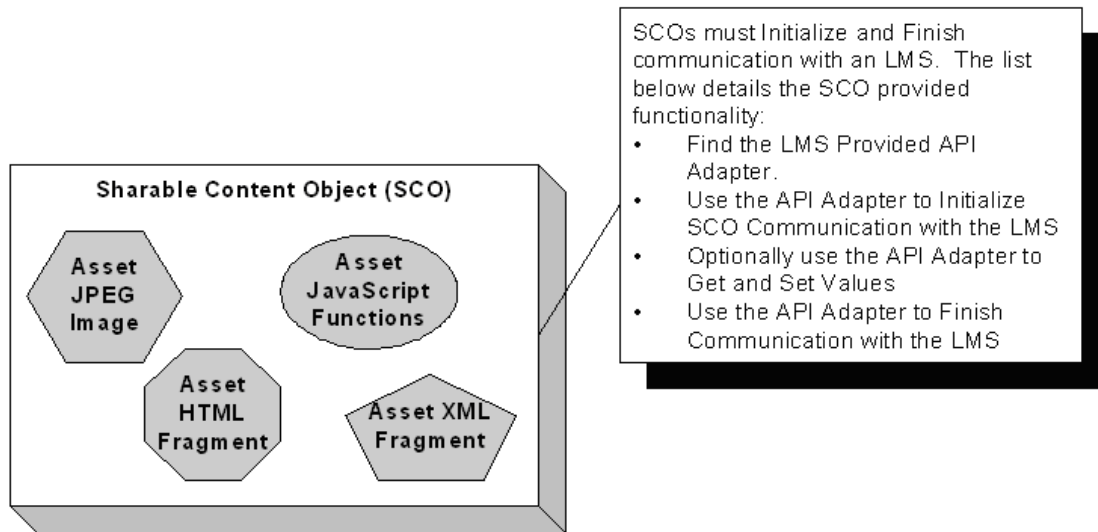 Sharable Content Object (SCO)
Asset
JPEG
Image
Asset
JavaScript
Functions
Asset
HTML
Fragment
Asset XML
Fragment
SCOs must Initialize and Finish
communication with an LMS. The list
below details the SCO provided
functionality:
• Find the LMS Provided API
Adapter.
• Use the API Adapter to Initialize
SCO Communication with the LMS
• Optionally use the API Adapter to
Get and Set Values
• Use the API Adapter to Finish
Communication with the LMS